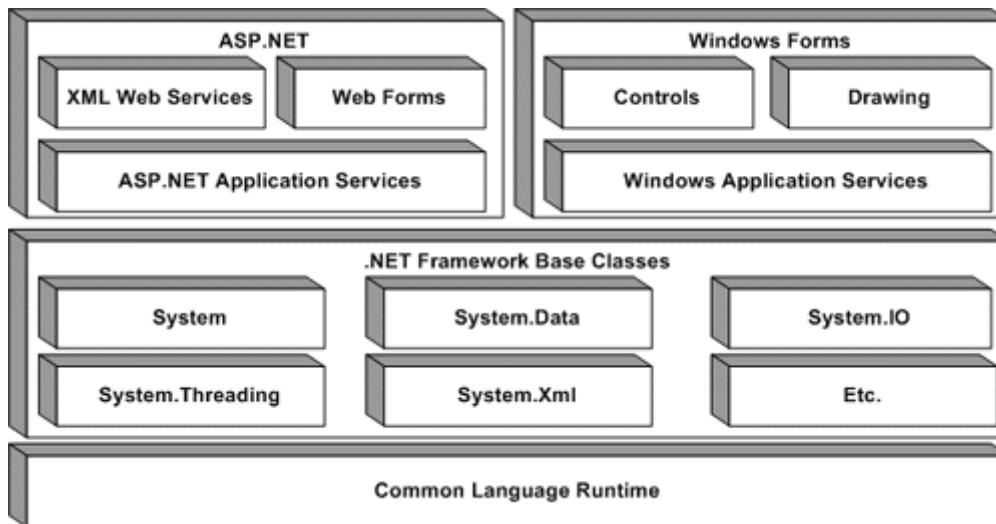 ASP.NET
XML Web Services
Web Forms
ASP.NET Application Services
Windows Forms
Controls
Drawing
Windows Application Services
.NET Framework Base Classes
System
System.Data
System.IO
System.Threading
System.Xml
Etc.
Common Language Runtime